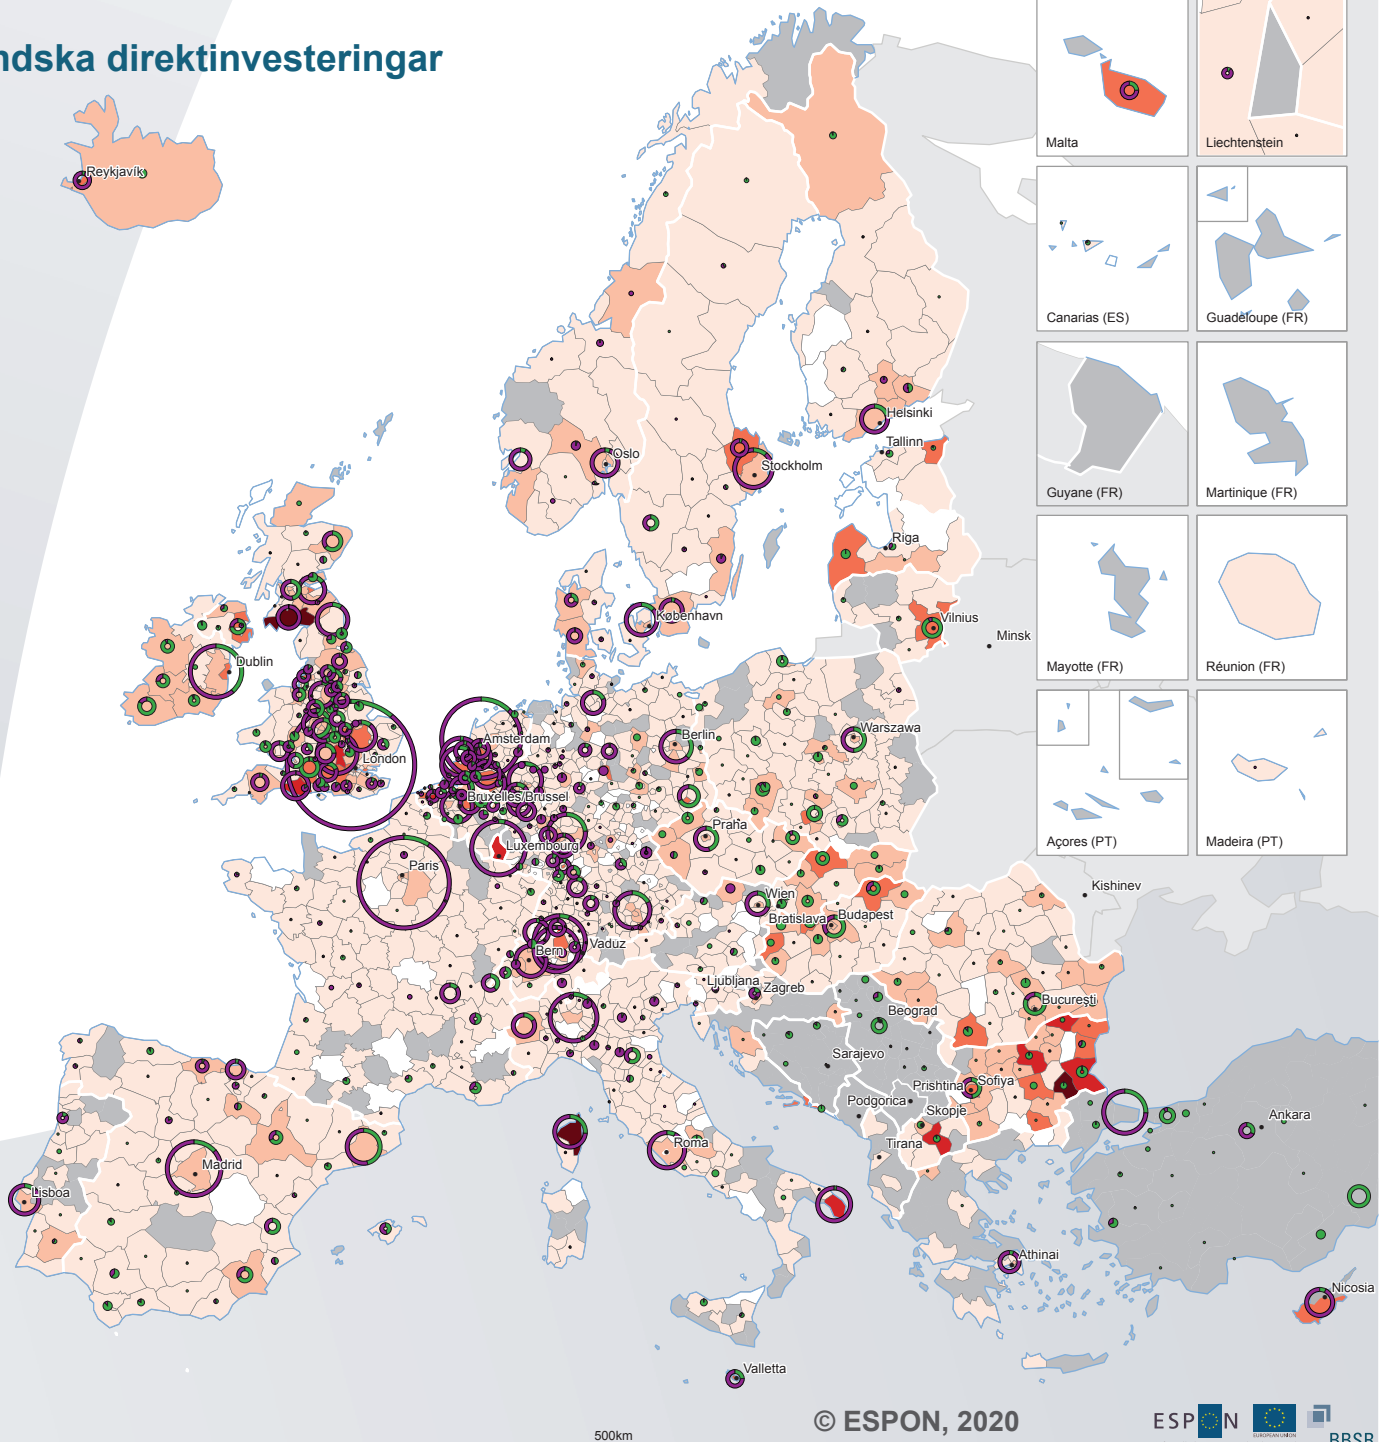 ndska direktinvesteringar
Malta
Liechtenstein
Reykjavík
Canarias (ES)
Guadeloupe (FR)
Guyane (FR)
Martinique (FR)
Helsinki
Tallinn
Oslo
Stockholm
Riga
Mayotte (FR)
Réunion (FR)
København
Vilnius
Minsk
Dublin
Açores (PT)
Madeira (PT)
Amsterdam
Berlin
Warszawa
London
Bruxelles/Brussel
Praha
Luxembourg
Paris
Kishinev
Wien
Bratislava
Budapest
Vaduz
Bern
Ljubljana
Zagreb
București
Beograd
Sarajevo
Prishtina
Sofiya
Podgorica
Skopje
Ankara
Tirana
Roma
Madrid
Lisboa
Athinai
Nicosia
Valletta
© ESPON, 2020
ESPON
EUROPEAN UNION
BBSR
500km